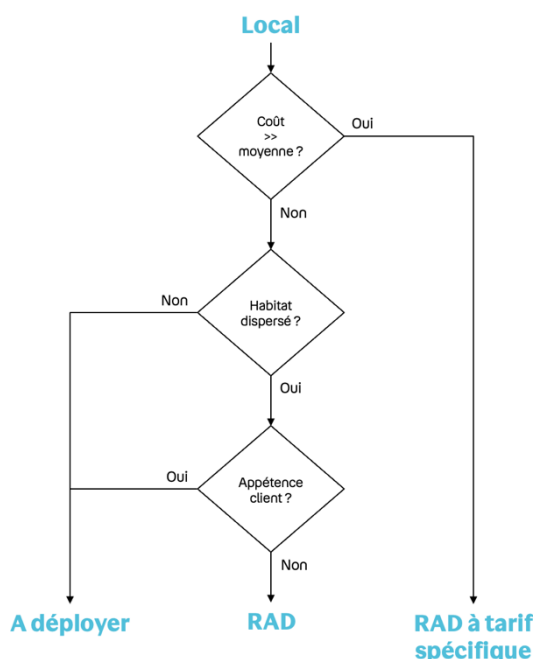 Local
Coût
>>
moyenne ?
Oui
Non
Non
Habitat
dispersé ?
Oui
Oui
Appétence
client ?
Non
A déployer
RAD
RAD à tarif
spécifique